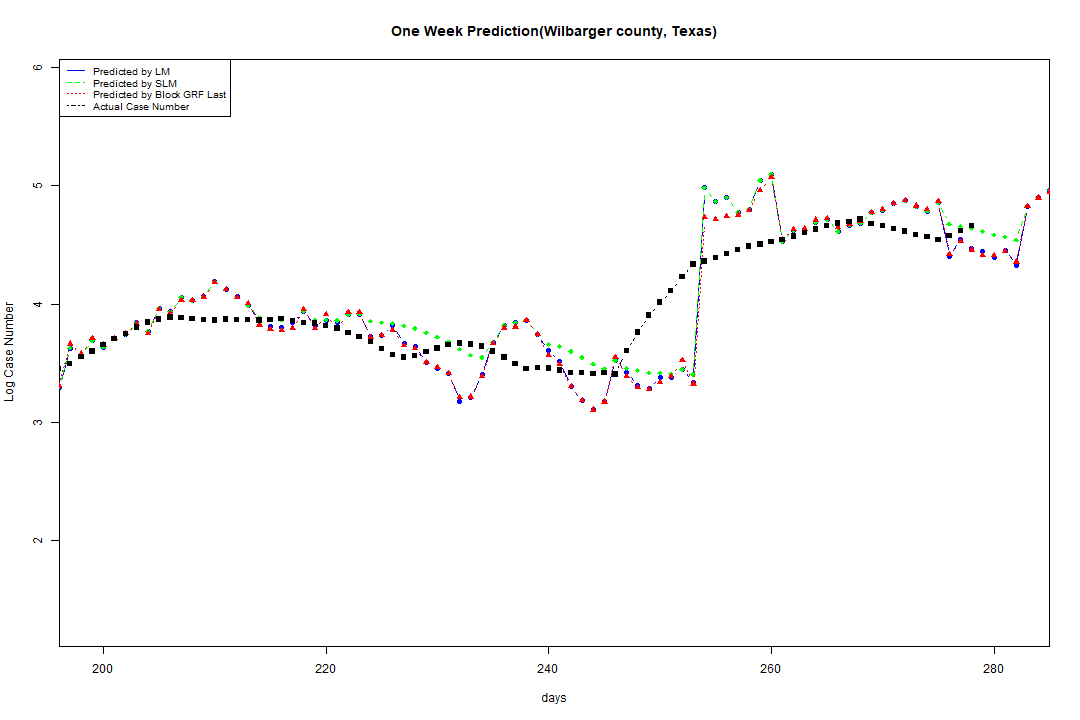 One Week Prediction(Wilbarger county, Texas)
Predicted by LM
Predicted by SLM
Predicted by Block GRF Last
Actual Case Number
6
5
4
3
2
Log Case Number
200 220 240 260 280
days